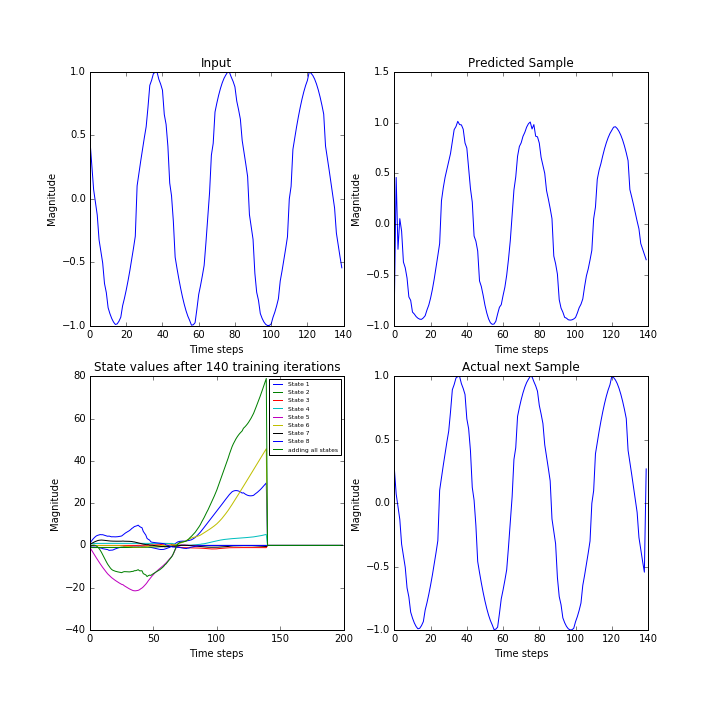 Input
1.0
0.5
0.0
−0.5
−1.0
Magnitude
0 20 40 60 80 100 120 140
Time steps
Predicted Sample
1.5
1.0
0.5
0.0
−0.5
−1.0
Magnitude
0 20 40 60 80 100 120 140
Time steps
State values after 140 training iterations
80
60
40
20
0
−20
−40
Magnitude
0 50 100 150 200
Time steps
State 1
State 2
State 3
State 4
State 5
State 6
State 7
State 8
adding all states
Actual next Sample
1.0
0.5
0.0
−0.5
−1.0
Magnitude
0 20 40 60 80 100 120 140
Time steps